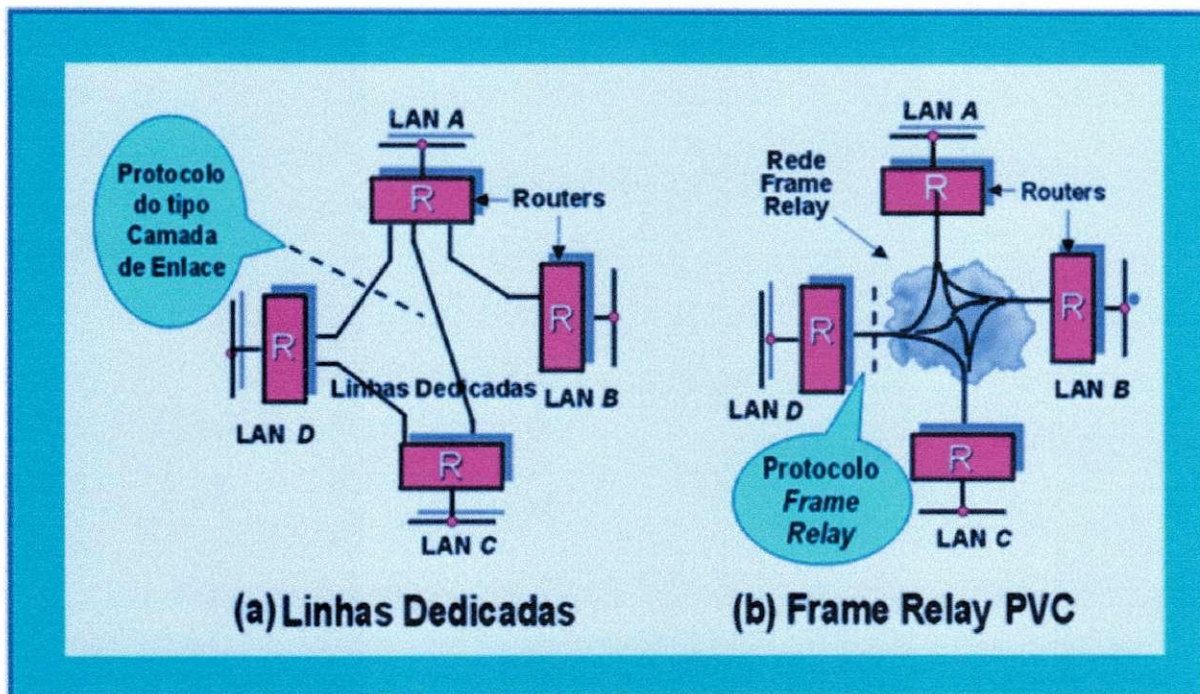 LAN A
Protocolo
do tipo
Camada
de Enlace
R
Routers
R
R
Linhas Dedicadas
LAN B
LAN D
R
LAN C
(a) Linhas Dedicadas
LAN A
Rede
Frame
Relay
R
Routers
R
R
LAN D
LAN B
Protocolo
Frame
Relay
R
LAN C
(b) Frame Relay PVC